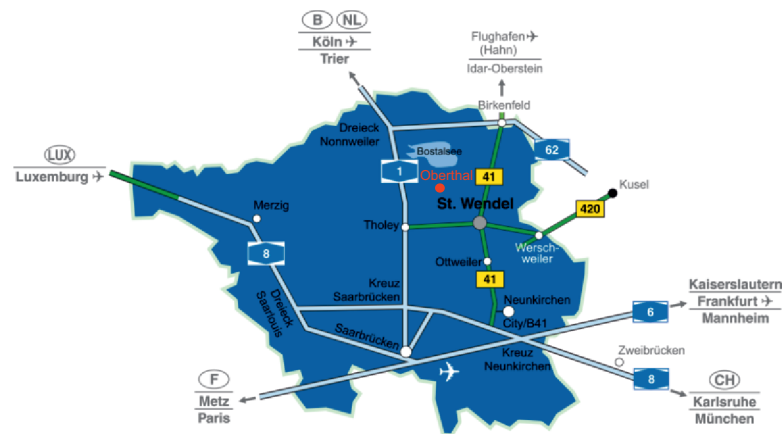 B NL
Köln
Trier
Flughafen
(Hahn)
Idar-Oberstein
Birkenfeld
Dreieck
Nonnweiler
62
Bostalsee
LUX
Luxemburg
1
Oberthal
41
Kusel
420
Merzig
St. Wendel
Tholey
Wersch-
weiler
8
Ottweiler
41
Kreuz
Saarbrücken
Dreieck
Saarlouis
Neunkirchen
City/B41
Kaiserslautern
Frankfurt
Mannheim
6
Saarbrücken
Kreuz
Neunkirchen
Zweibrücken
F
Metz
Paris
8
CH
Karlsruhe
München